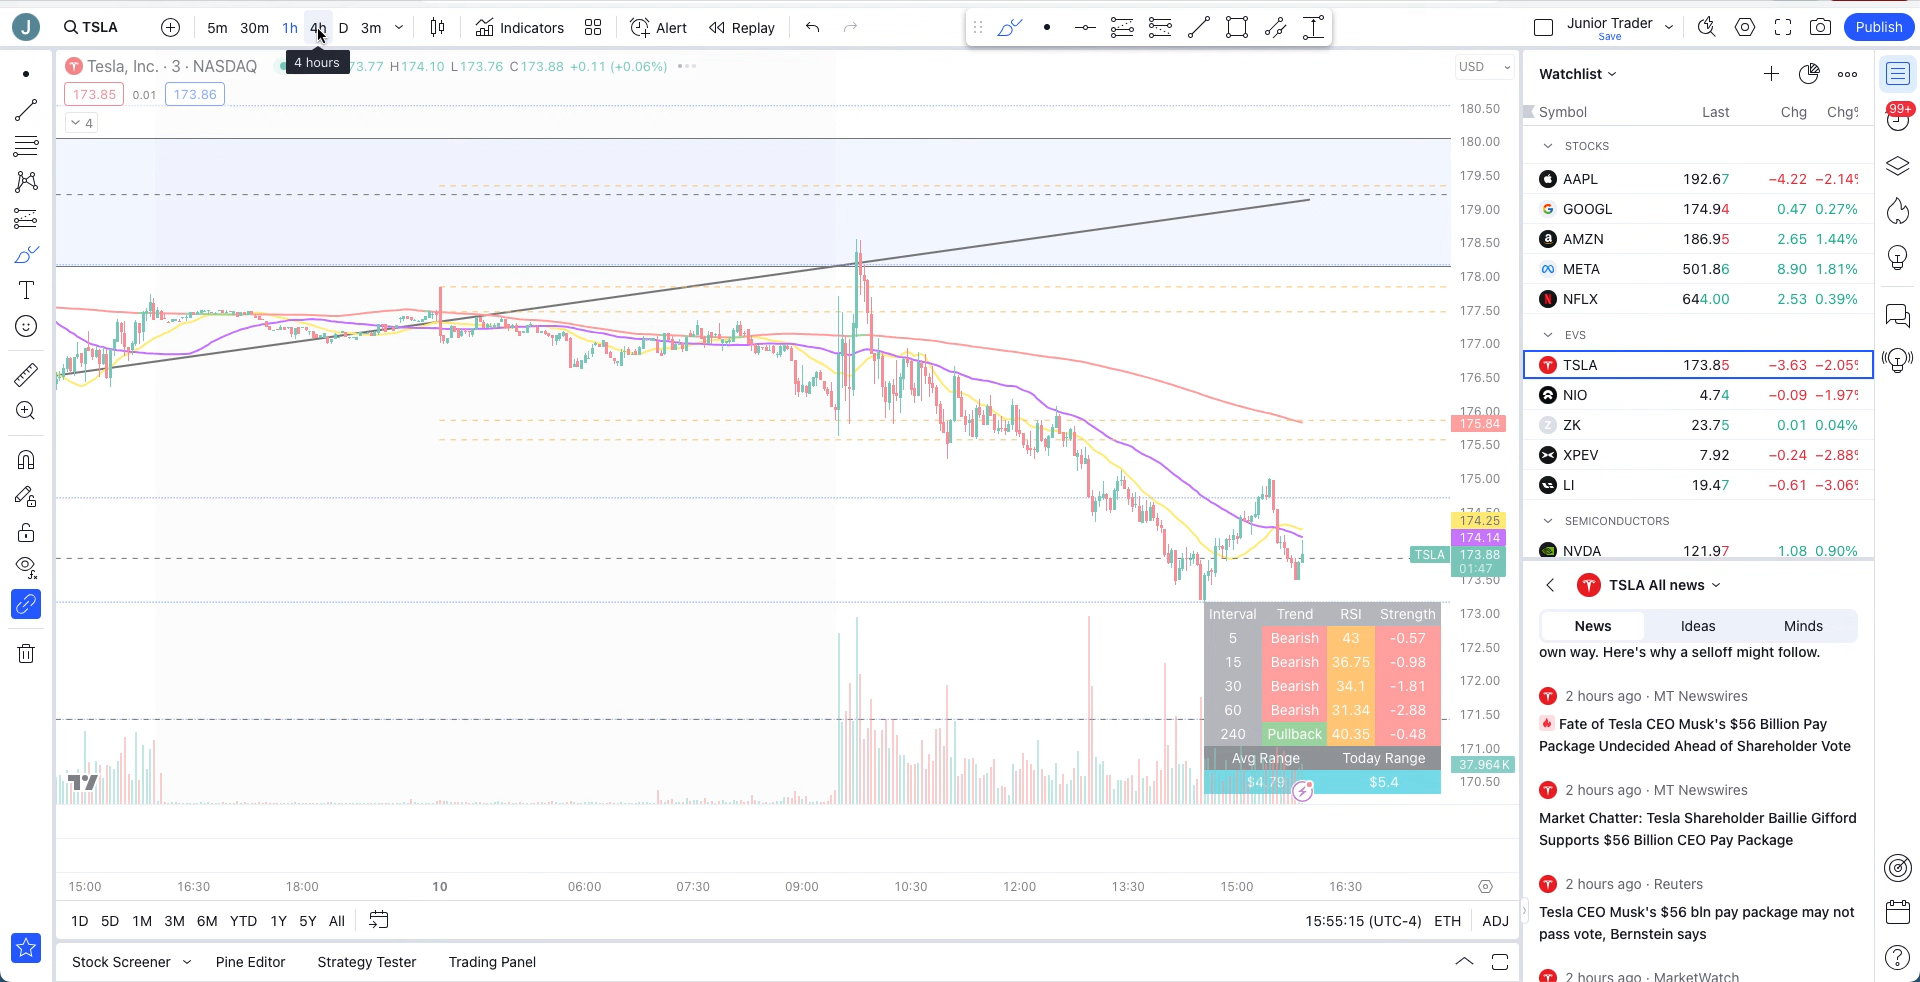 J TSLA 5m 30m 1h 4h D 3m Indicators Alert Replay Junior Trader Save Publish
4 hours
Tesla, Inc. · 3 · NASDAQ 73.77 H174.10 L173.76 C173.88 +0.11 (+0.06%)
173.85 0.01 173.86
4
USD
180.50
180.00
179.50
179.00
178.50
178.00
177.50
177.00
176.50
176.00
175.84
175.50
175.00
174.25
174.14
TSLA 173.88
01:47
173.50
173.00
172.50
172.00
171.50
171.00
37.964K
170.50
Interval Trend RSI Strength
5 Bearish 43 -0.57
15 Bearish 36.75 -0.98
30 Bearish 34.1 -1.81
60 Bearish 31.34 -2.88
240 Pullback 40.35 -0.48
Avg Range Today Range
$4.79 $5.4
15:00 16:30 18:00 10 06:00 07:30 09:00 10:30 12:00 13:30 15:00 16:30
1D 5D 1M 3M 6M YTD 1Y 5Y All 15:55:15 (UTC-4) ETH ADJ
Stock Screener Pine Editor Strategy Tester Trading Panel
Watchlist
Symbol Last Chg Chg%
STOCKS
AAPL 192.67 −4.22 −2.14%
GOOGL 174.94 0.47 0.27%
AMZN 186.95 2.65 1.44%
META 501.86 8.90 1.81%
NFLX 644.00 2.53 0.39%
EVS
TSLA 173.85 −3.63 −2.05%
NIO 4.74 −0.09 −1.97%
ZK 23.75 0.01 0.04%
XPEV 7.92 −0.24 −2.88%
LI 19.47 −0.61 −3.06%
SEMICONDUCTORS
NVDA 121.97 1.08 0.90%
TSLA All news
News Ideas Minds
own way. Here's why a selloff might follow.
2 hours ago · MT Newswires
Fate of Tesla CEO Musk's $56 Billion Pay
Package Undecided Ahead of Shareholder Vote
2 hours ago · MT Newswires
Market Chatter: Tesla Shareholder Baillie Gifford
Supports $56 Billion CEO Pay Package
2 hours ago · Reuters
Tesla CEO Musk's $56 bln pay package may not
pass vote, Bernstein says
2 hours ago · MarketWatch
99+